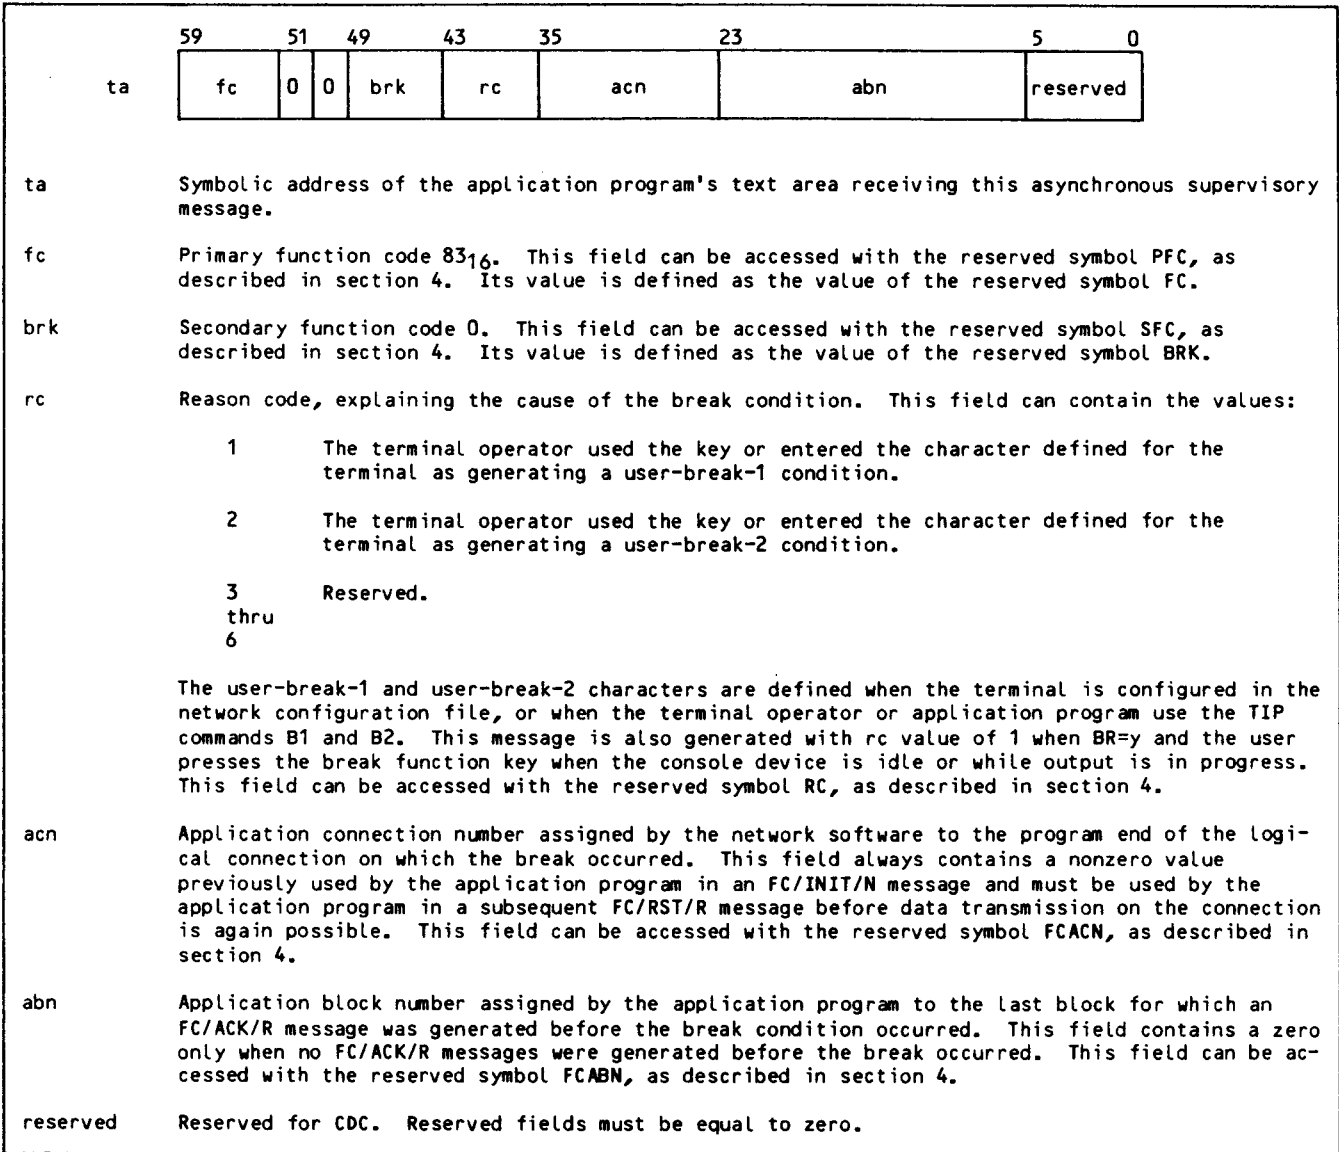 59 51 49 43 35 23 5 0
ta fc 0 0 brk rc acn abn reserved
ta Symbolic address of the application program's text area receiving this asynchronous supervisory
message.
fc Primary function code 83₁₆. This field can be accessed with the reserved symbol PFC, as
described in section 4. Its value is defined as the value of the reserved symbol FC.
brk Secondary function code 0. This field can be accessed with the reserved symbol SFC, as
described in section 4. Its value is defined as the value of the reserved symbol BRK.
rc Reason code, explaining the cause of the break condition. This field can contain the values:
1 The terminal operator used the key or entered the character defined for the
terminal as generating a user-break-1 condition.
2 The terminal operator used the key or entered the character defined for the
terminal as generating a user-break-2 condition.
3 Reserved.
thru
6
The user-break-1 and user-break-2 characters are defined when the terminal is configured in the
network configuration file, or when the terminal operator or application program use the TIP
commands B1 and B2. This message is also generated with rc value of 1 when BR=y and the user
presses the break function key when the console device is idle or while output is in progress.
This field can be accessed with the reserved symbol RC, as described in section 4.
acn Application connection number assigned by the network software to the program end of the logi-
cal connection on which the break occurred. This field always contains a nonzero value
previously used by the application program in an FC/INIT/N message and must be used by the
application program in a subsequent FC/RST/R message before data transmission on the connection
is again possible. This field can be accessed with the reserved symbol FCACN, as described in
section 4.
abn Application block number assigned by the application program to the last block for which an
FC/ACK/R message was generated before the break condition occurred. This field contains a zero
only when no FC/ACK/R messages were generated before the break occurred. This field can be ac-
cessed with the reserved symbol FCABN, as described in section 4.
reserved Reserved for CDC. Reserved fields must be equal to zero.